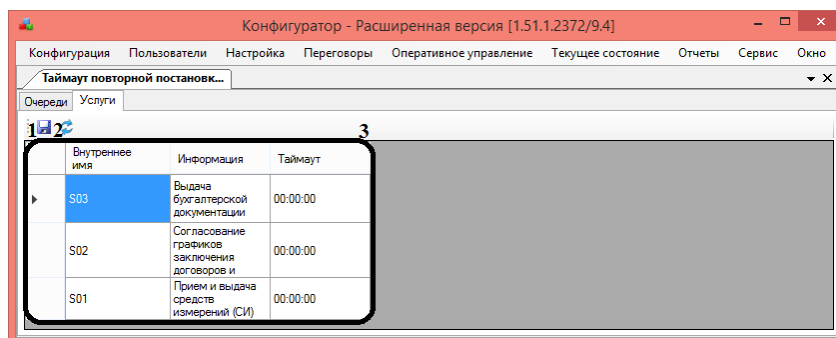 Конфигуратор - Расширенная версия [1.51.1.2372/9.4]
Конфигурация Пользователи Настройка Переговоры Оперативное управление Текущее состояние Отчеты Сервис Окно
Таймаут повторной постановк...
Очереди Услуги
1 2 3
Внутреннее
имя
Информация
Таймаут
S03
Выдача
бухгалтерской
документации
00:00:00
S02
Согласование
графиков
заключения
договоров и
00:00:00
S01
Прием и выдача
средств
измерений (СИ)
00:00:00